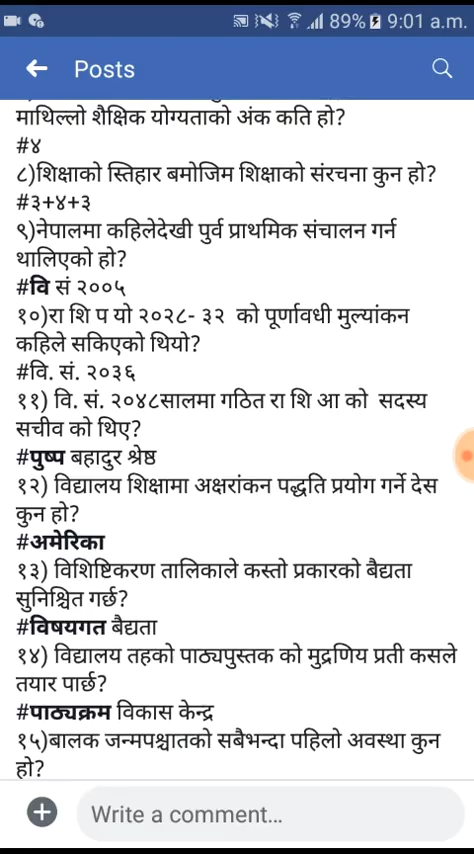 89% 9:01 a.m.
Posts
माथिल्लो शैक्षिक योग्यताको अंक कति हो?
#४
८)शिक्षाको स्तिहार बमोजिम शिक्षाको संरचना कुन हो?
#३+४+३
९)नेपालमा कहिलेदेखी पुर्व प्राथमिक संचालन गर्न
थालिएको हो?
#वि सं २००५
१०)रा शि प यो २०२८- ३२ को पूर्णावधी मुल्यांकन
कहिले सकिएको थियो?
#वि. सं. २०३६
११) वि. सं. २०४८सालमा गठित रा शि आ को सदस्य
सचीव को थिए?
#पुष्प बहादुर श्रेष्ठ
१२) विद्यालय शिक्षामा अक्षरांकन पद्धति प्रयोग गर्ने देस
कुन हो?
#अमेरिका
१३) विशिष्टिकरण तालिकाले कस्तो प्रकारको बैद्यता
सुनिश्चित गर्छ?
#विषयगत बैद्यता
१४) विद्यालय तहको पाठ्यपुस्तक को मुद्रणिय प्रती कसले
तयार पार्छ?
#पाठ्यक्रम विकास केन्द्र
१५)बालक जन्मपश्चातको सबैभन्दा पहिलो अवस्था कुन
हो?
Write a comment...